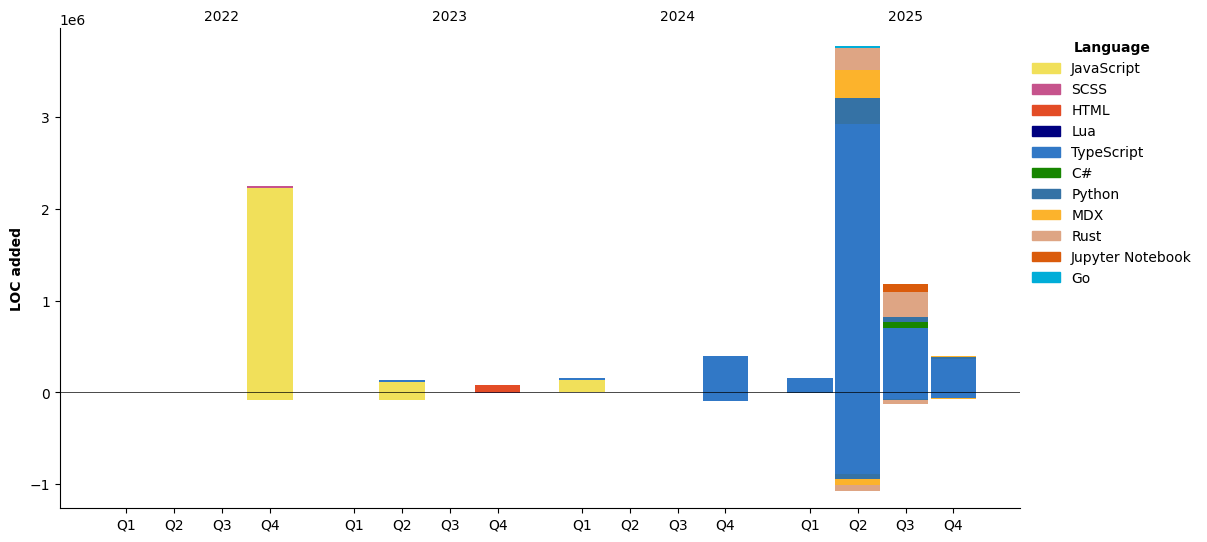 1e6
2022 2023 2024 2025
LOC added
3
2
1
0
−1
Q1 Q2 Q3 Q4 Q1 Q2 Q3 Q4 Q1 Q2 Q3 Q4 Q1 Q2 Q3 Q4
Language
JavaScript
SCSS
HTML
Lua
TypeScript
C#
Python
MDX
Rust
Jupyter Notebook
Go